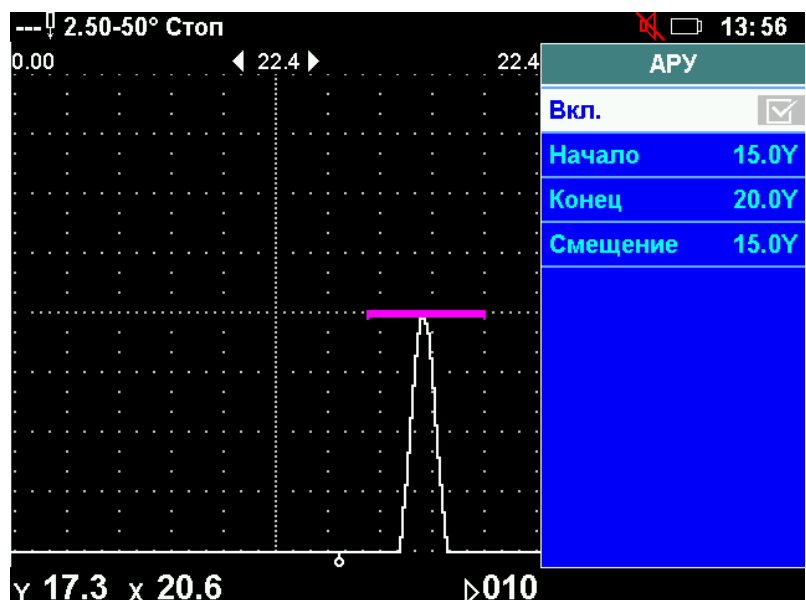 --- 2.50-50° Стоп 13:56
0.00 22.4 22.4
АРУ
Вкл.
Начало 15.0Y
Конец 20.0Y
Смещение 15.0Y
Y 17.3 X 20.6 010